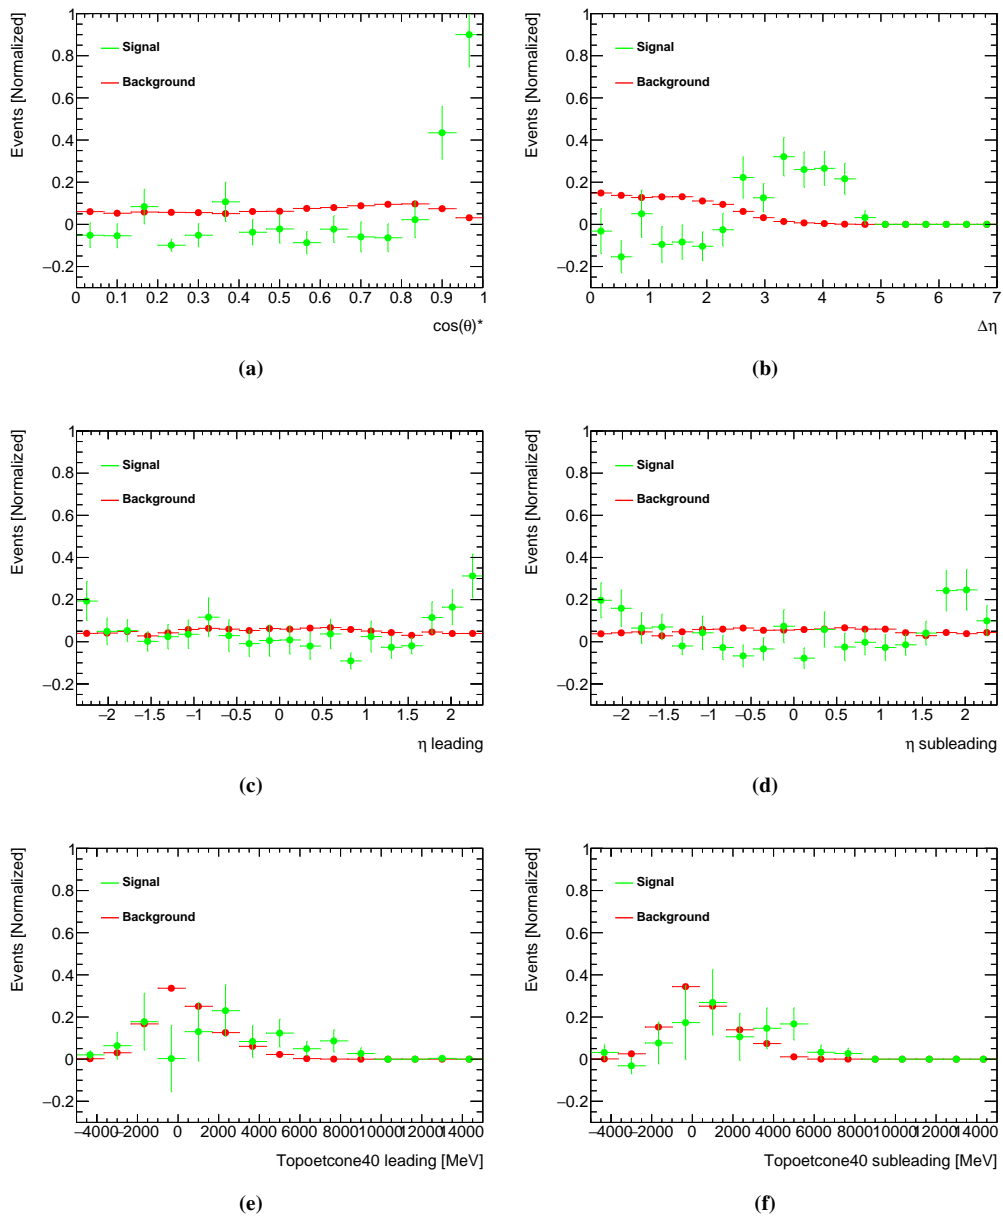 Events [Normalized]
1
0.8
0.6
0.4
0.2
0
−0.2
Signal
Background
0 0.1 0.2 0.3 0.4 0.5 0.6 0.7 0.8 0.9 1
cos(θ)*
(a)
Events [Normalized]
1
0.8
0.6
0.4
0.2
0
−0.2
Signal
Background
0 1 2 3 4 5 6 7
Δη
(b)
Events [Normalized]
1
0.8
0.6
0.4
0.2
0
−0.2
Signal
Background
−2 −1.5 −1 −0.5 0 0.5 1 1.5 2
η leading
(c)
Events [Normalized]
1
0.8
0.6
0.4
0.2
0
−0.2
Signal
Background
−2 −1.5 −1 −0.5 0 0.5 1 1.5 2
η subleading
(d)
Events [Normalized]
1
0.8
0.6
0.4
0.2
0
−0.2
Signal
Background
−4000 −2000 0 2000 4000 6000 8000 10000 12000 14000
Topoetcone40 leading [MeV]
(e)
Events [Normalized]
1
0.8
0.6
0.4
0.2
0
−0.2
Signal
Background
−4000 −2000 0 2000 4000 6000 8000 10000 12000 14000
Topoetcone40 subleading [MeV]
(f)